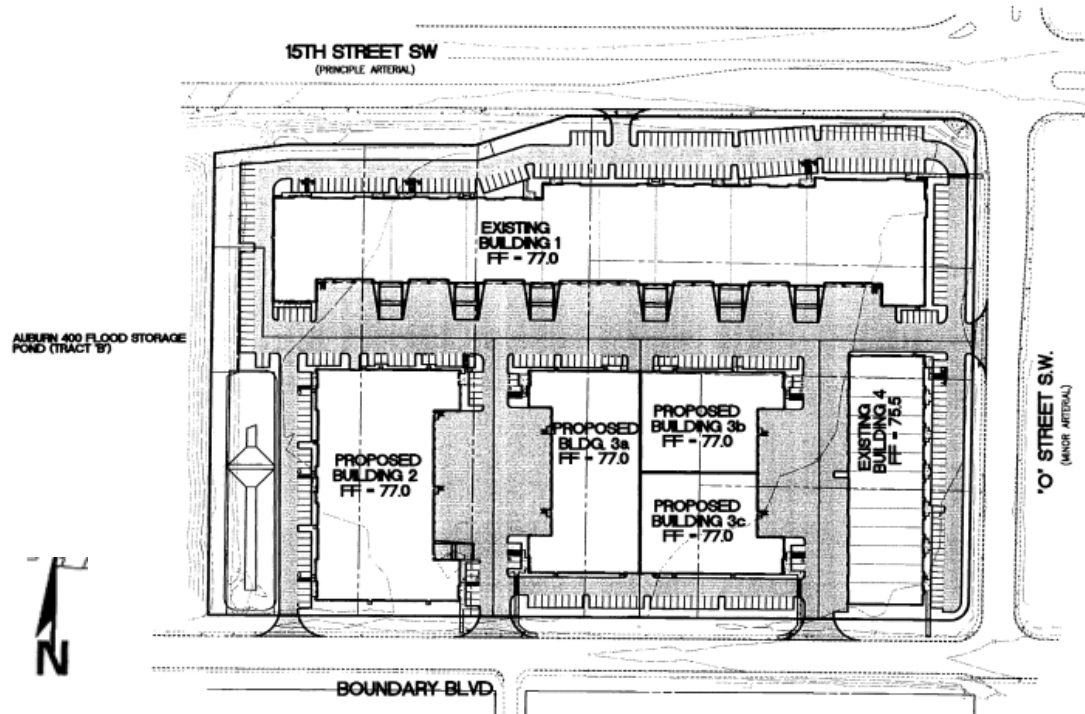 15TH STREET SW
(PRINCIPLE ARTERIAL)
EXISTING
BUILDING 1
FF = 77.0
AUBURN 400 FLOOD STORAGE
POND (TRACT 'B')
PROPOSED
BUILDING 2
FF = 77.0
PROPOSED
BLDG. 3a
FF = 77.0
PROPOSED
BUILDING 3b
FF = 77.0
PROPOSED
BUILDING 3c
FF = 77.0
EXISTING
BUILDING 4
FF = 75.5
'O' STREET S.W.
(MINOR ARTERIAL)
N
BOUNDARY BLVD.